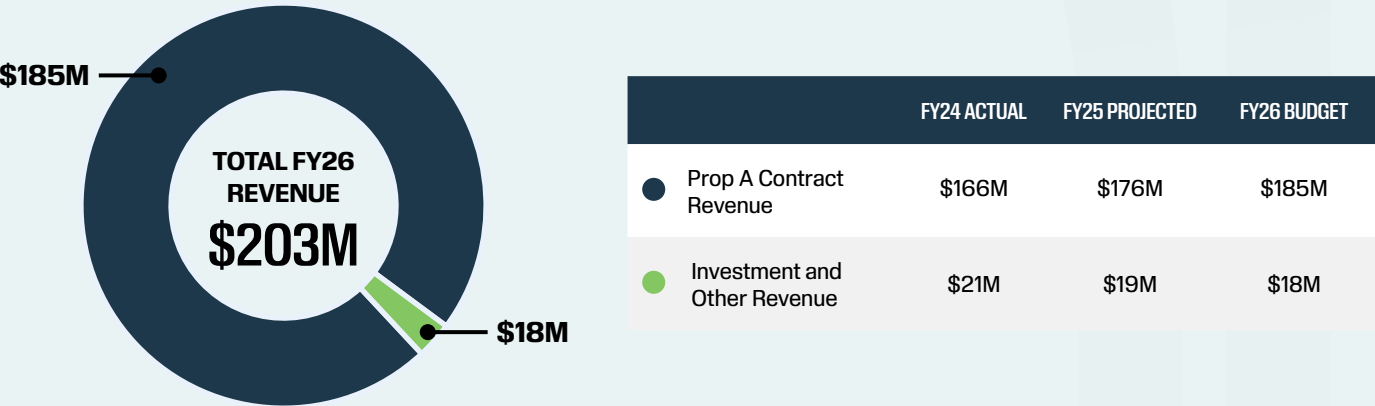 $185M
TOTAL FY26
REVENUE
$203M
$18M
FY24 ACTUAL FY25 PROJECTED FY26 BUDGET
Prop A Contract
Revenue
$166M $176M $185M
Investment and
Other Revenue
$21M $19M $18M